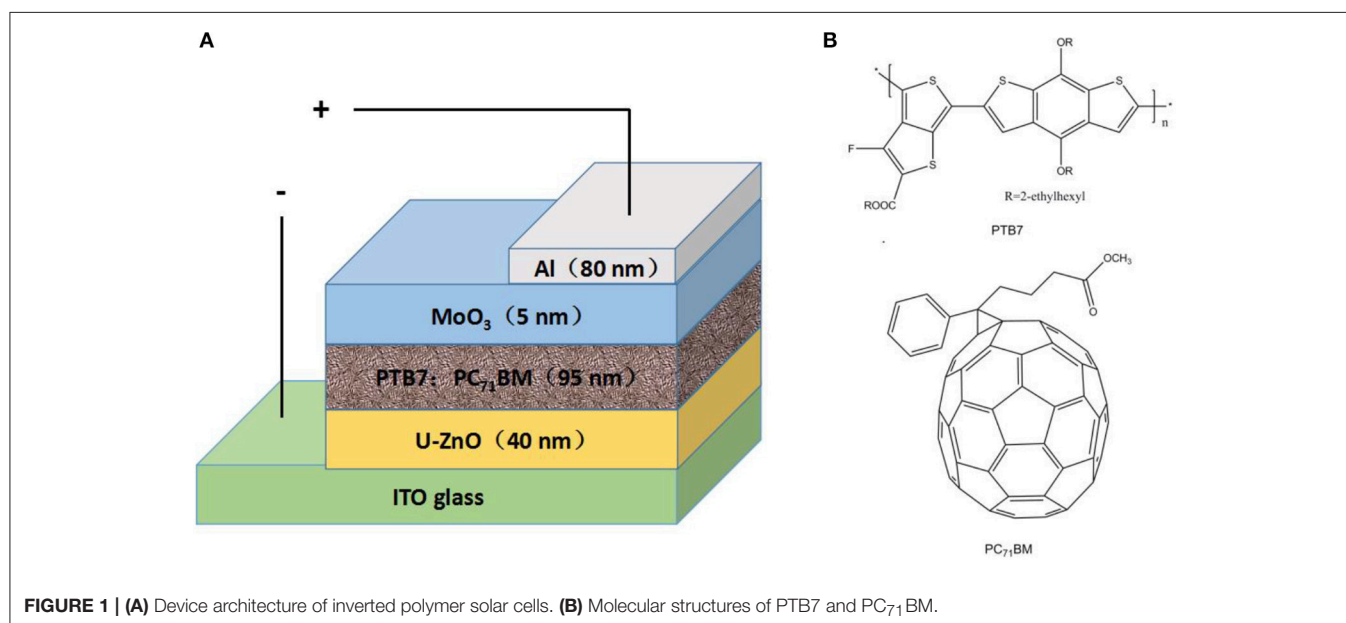 A
+
-
Al（80 nm）
MoO₃（5 nm）
PTB7：PC₇₁BM（95 nm）
U-ZnO（40 nm）
ITO glass
B
OR
S
S
S
n
F
S
OR
ROOC
R=2-ethylhexyl
PTB7
OCH₃
O
PC₇₁BM
FIGURE 1 | (A) Device architecture of inverted polymer solar cells. (B) Molecular structures of PTB7 and PC₇₁BM.